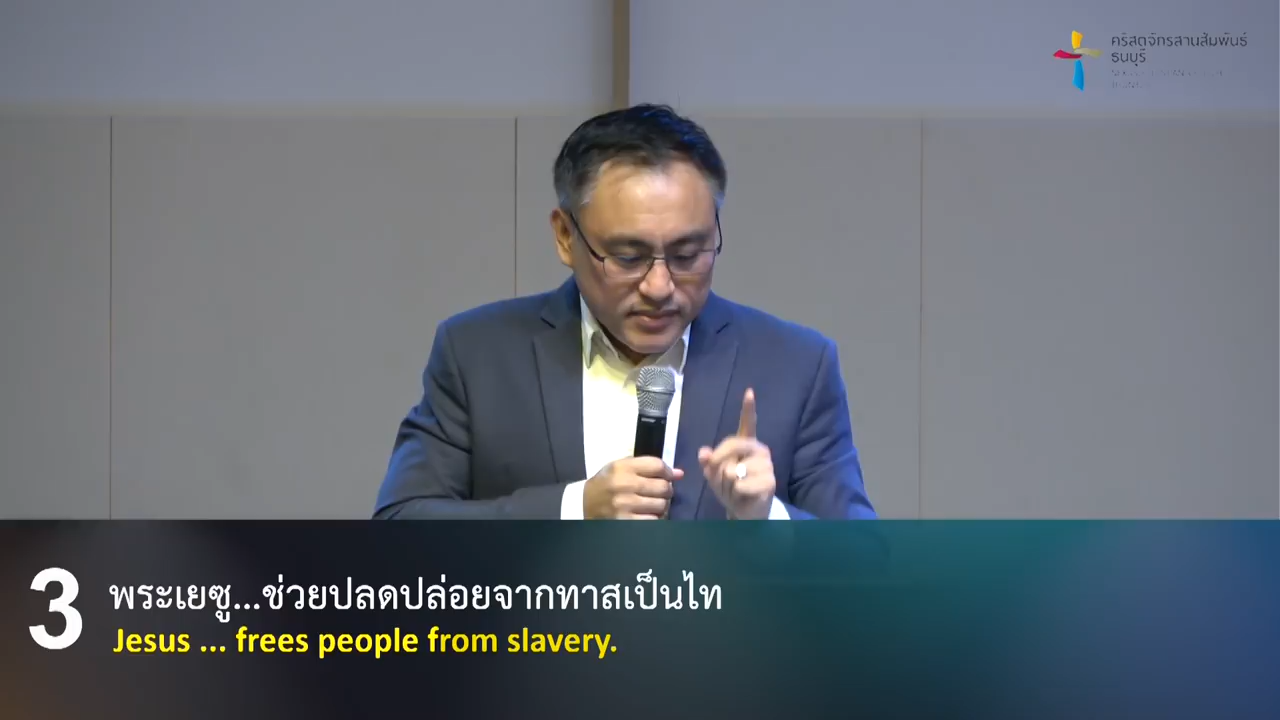 คริสตจักรสานสัมพันธ์
ธนบุรี
3
พระเยซู...ช่วยปลดปล่อยจากทาสเป็นไท
Jesus ... frees people from slavery.